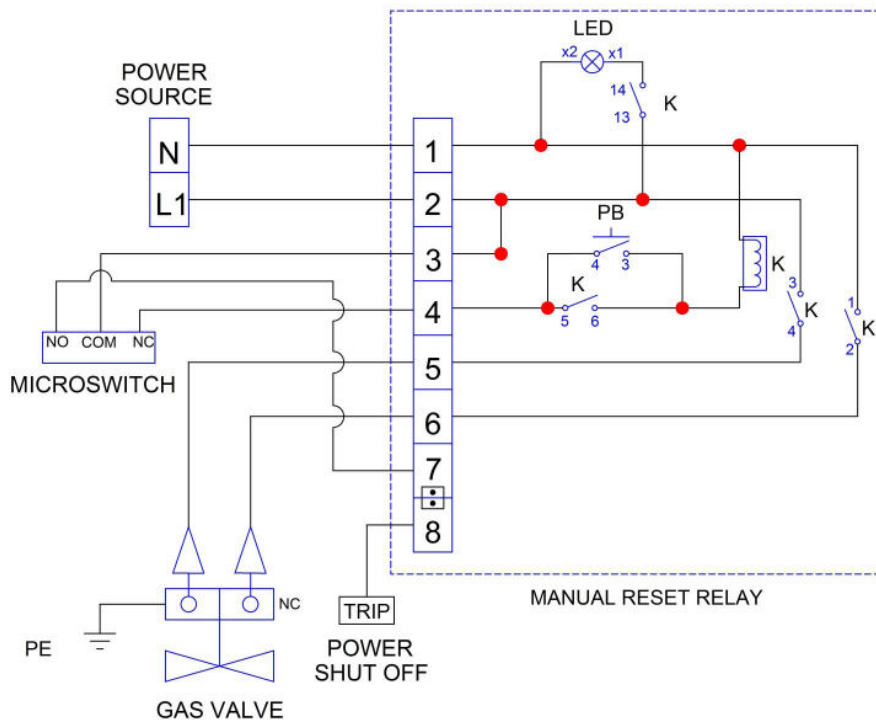 LED
x2
x1
14
K
13
POWER
SOURCE
N
1
L1
2
PB
3
4
3
K
K
4
5
6
3
K
4
1
K
2
NO
COM
NC
MICROSWITCH
5
6
7
8
NC
TRIP
MANUAL RESET RELAY
PE
POWER
SHUT OFF
GAS VALVE